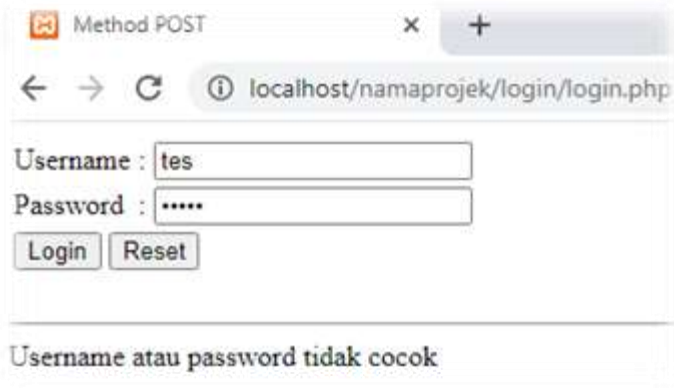 Method POST
localhost/namaprojek/login/login.php
Username : tes
Password : •••••
Login Reset
Username atau password tidak cocok